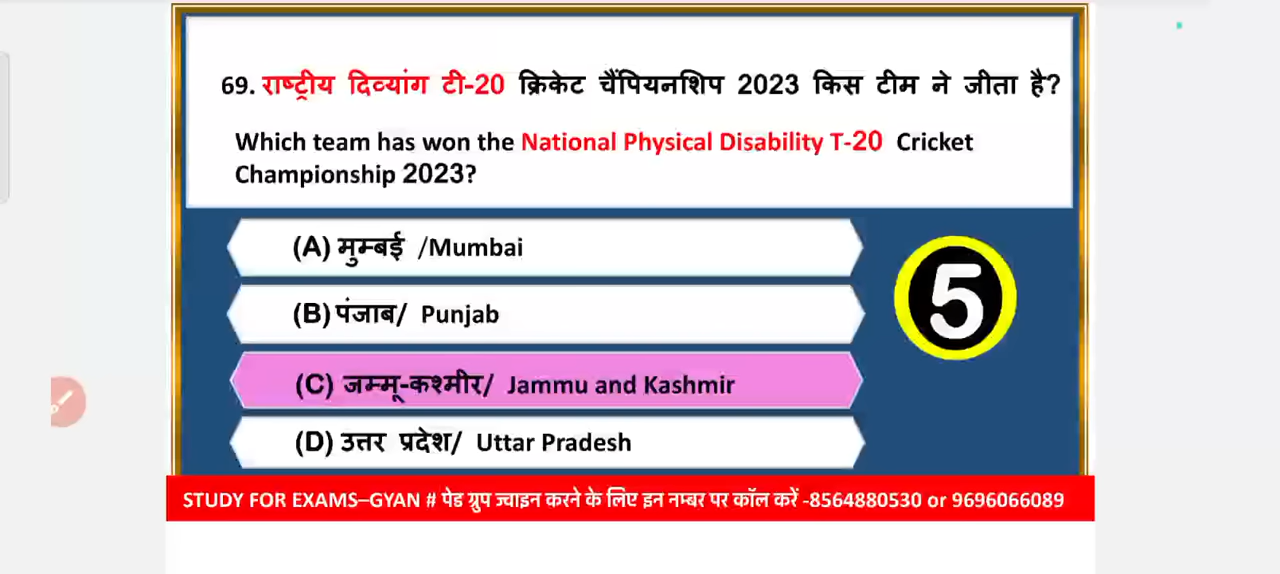 69. राष्ट्रीय दिव्यांग टी-20 क्रिकेट चैंपियनशिप 2023 किस टीम ने जीता है?
Which team has won the National Physical Disability T-20 Cricket
Championship 2023?
(A) मुम्बई /Mumbai
(B) पंजाब/ Punjab
5
(C) जम्मू-कश्मीर/ Jammu and Kashmir
(D) उत्तर प्रदेश/ Uttar Pradesh
STUDY FOR EXAMS–GYAN # पेड ग्रुप ज्वाइन करने के लिए इन नम्बर पर कॉल करें -8564880530 or 9696066089